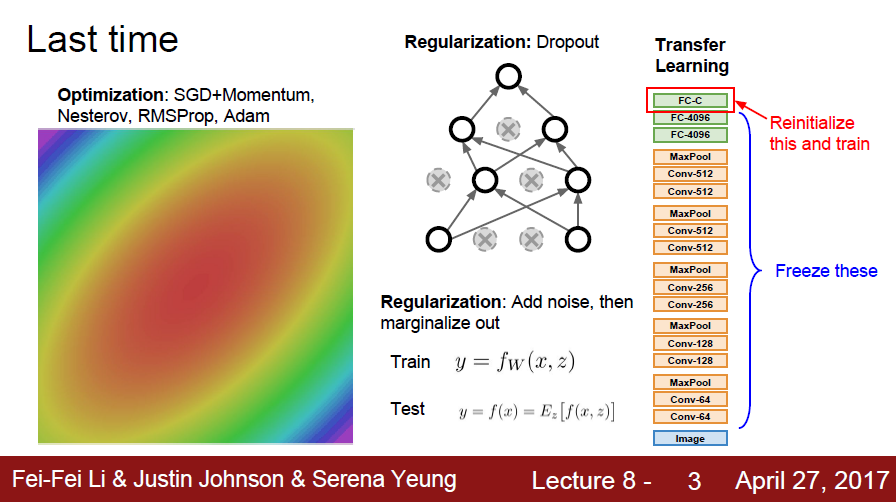 Last time
Optimization: SGD+Momentum,
Nesterov, RMSProp, Adam
Regularization: Dropout
Regularization: Add noise, then
marginalize out
Train y = f_W(x, z)
Test y = f(x) = E_z[f(x, z)]
Transfer
Learning
FC-C
FC-4096
FC-4096
MaxPool
Conv-512
Conv-512
MaxPool
Conv-512
Conv-512
MaxPool
Conv-256
Conv-256
MaxPool
Conv-128
Conv-128
MaxPool
Conv-64
Conv-64
Image
Reinitialize
this and train
Freeze these
Fei-Fei Li & Justin Johnson & Serena Yeung Lecture 8 - 3 April 27, 2017